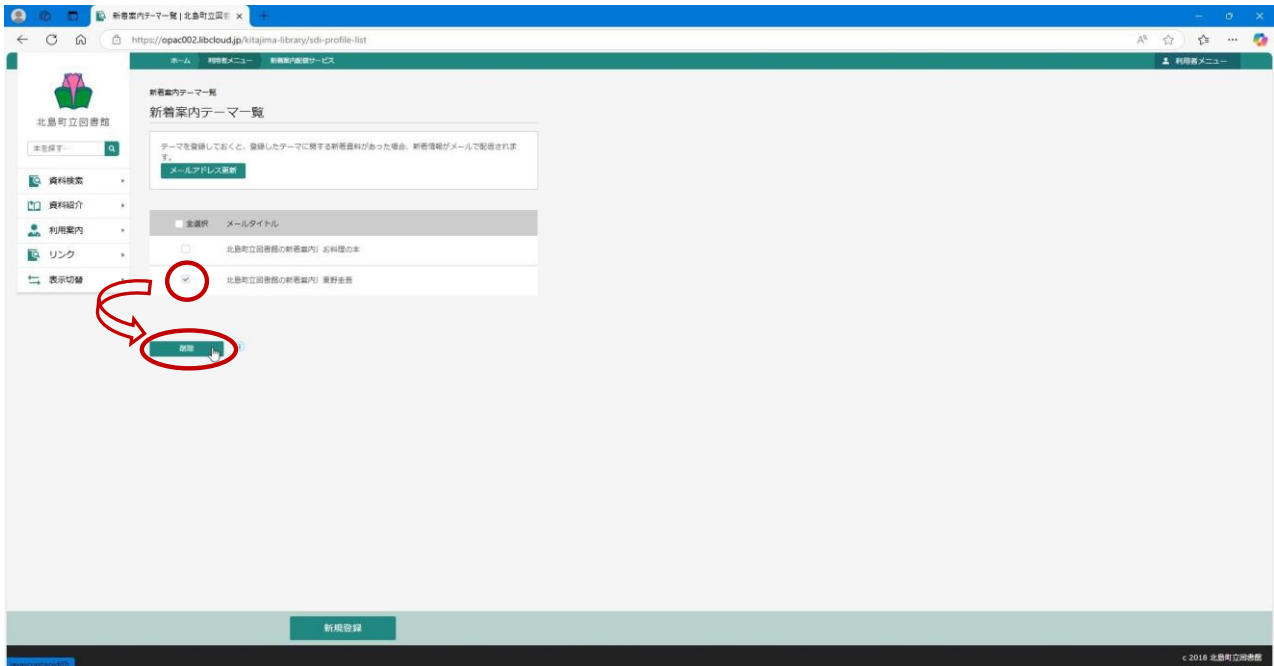 新着案内テーマ一覧 | 北島町立図
https://opac002.libcloud.jp/kitajima-library/sdi-profile-list
ホーム 利用者メニュー 新着案内配信サービス
利用者メニュー
北島町立図書館
本を探す…
資料検索
資料紹介
利用案内
リンク
表示切替
新着案内テーマ一覧
新着案内テーマ一覧
テーマを登録しておくと、登録したテーマに関する新着資料があった場合、新着情報がメールで配信されま
す。
メールアドレス更新
全選択 メールタイトル
北島町立図書館の新着案内）お料理の本
北島町立図書館の新着案内）東野圭吾
削除
新規登録
c 2018 北島町立図書館